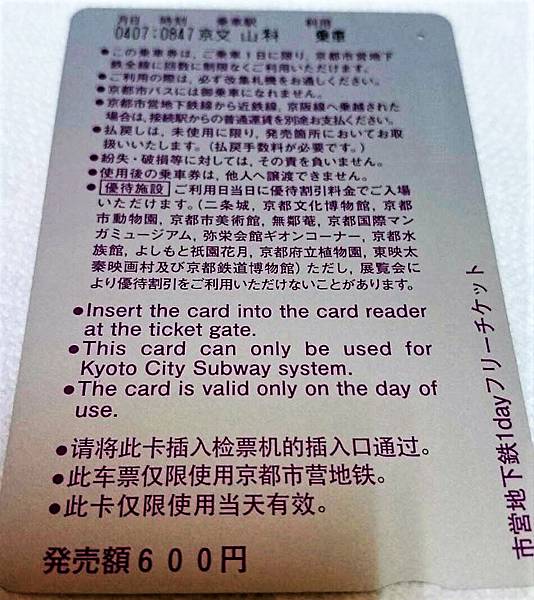 月日 時刻 乗車駅 利用
0407:0847京交 山科 乗車
●この乗車券は、ご乗車1日に限り、京都市営地下
鉄全線に回数に制限なくご利用いただけます。
●ご利用の際は、必ず改集札機をお通しください。
●京都市バスには御乗車になれません。
●京都市営地下鉄線から近鉄線、京阪線へ乗越された
場合は、接続駅からの普通運賃を別途お支払ください。
●払戻しは、未使用に限り、発売箇所においてお取
扱いいたします。(払戻手数料が必要です。)
●紛失・破損等に対しては、その責を負いません。
●使用後の乗車券は、他人へ譲渡できません。
●優待施設 ご利用日当日に優待割引料金でご入場
いただけます。(二条城，京都文化博物館，京都
市動物園，京都市美術館，無鄰菴，京都国際マン
ガミュージアム，弥栄会館ギオンコーナー，京都水
族館，よしもと祇園花月，京都府立植物園，東映太
秦映画村及び京都鉄道博物館)ただし，展覧会に
より優待割引をご利用いただけないことがあります。
●Insert the card into the card reader
at the ticket gate.
●This card can only be used for
Kyoto City Subway system.
●The card is valid only on the day of
use.
●请将此卡插入检票机的插入口通过。
●此车票仅限使用京都市营地铁。
●此卡仅限使用当天有效。
発売額600円
市営地下鉄1dayフリーチケット